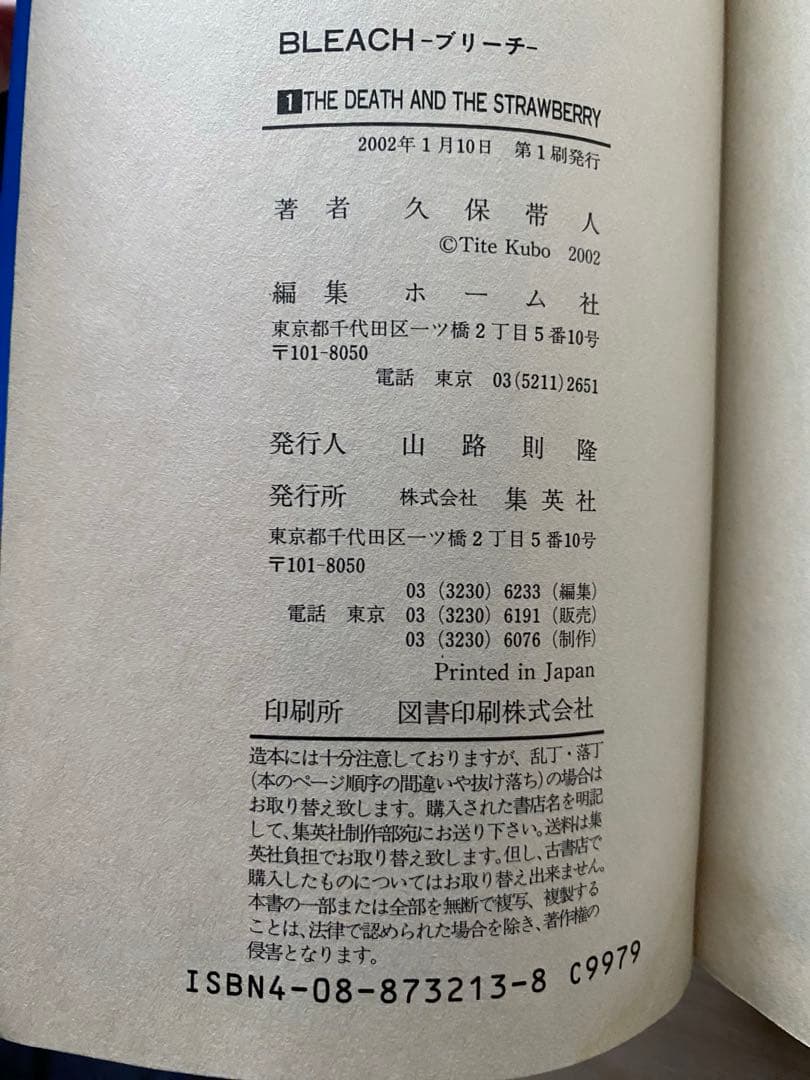 BLEACH-ブリーチ-
1 THE DEATH AND THE STRAWBERRY
2002年1月10日 第1刷発行
著者 久保帯人
©Tite Kubo 2002
編集 ホーム社
東京都千代田区一ツ橋2丁目5番10号
〒101-8050
電話 東京 03(5211)2651
発行人 山路則隆
発行所 株式会社 集英社
東京都千代田区一ツ橋2丁目5番10号
〒101-8050
03 (3230) 6233 (編集)
電話 東京 03 (3230) 6191 (販売)
03 (3230) 6076 (制作)
Printed in Japan
印刷所 図書印刷株式会社
造本には十分注意しておりますが、乱丁・落丁
(本のページ順序の間違いや抜け落ち)の場合は
お取り替え致します。購入された書店名を明記
して、集英社制作部宛にお送り下さい。送料は集
英社負担でお取り替え致します。但し、古書店で
購入したものについてはお取り替え出来ません。
本書の一部または全部を無断で複写、複製する
ことは、法律で認められた場合を除き、著作権の
侵害となります。
ISBN4-08-873213-8 C9979